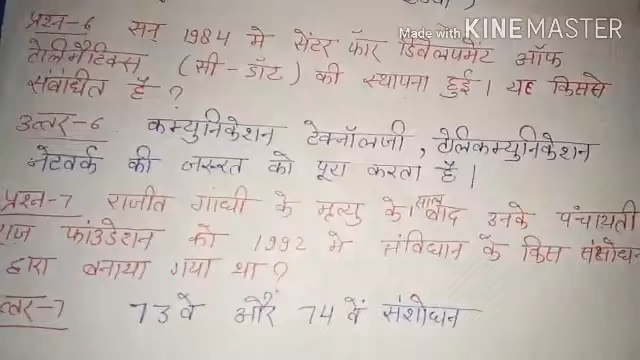 Made with KINEMASTER
प्रश्न-6 सन् 1984 मे सेंटर फॉर डिवेलपमेंट ऑफ
टेलिमैटिक्स (सी-डॉट) की स्थापना हुई। यह किससे
संबंधित है?
उत्तर-6 कम्युनिकेशन टेक्नॉलजी, टेलिकम्युनिकेशन
नेटवर्क की जरूरत को पूरा करता है।
प्रश्न-7 राजीव गांधी के मृत्यु के साल बाद उनके पंचायती
राज फांउडेशन को 1992 मे संविधान के किस संसोधन
द्वारा बनाया गया था?
त्तर-7 73वे और 74 वें संशोधन